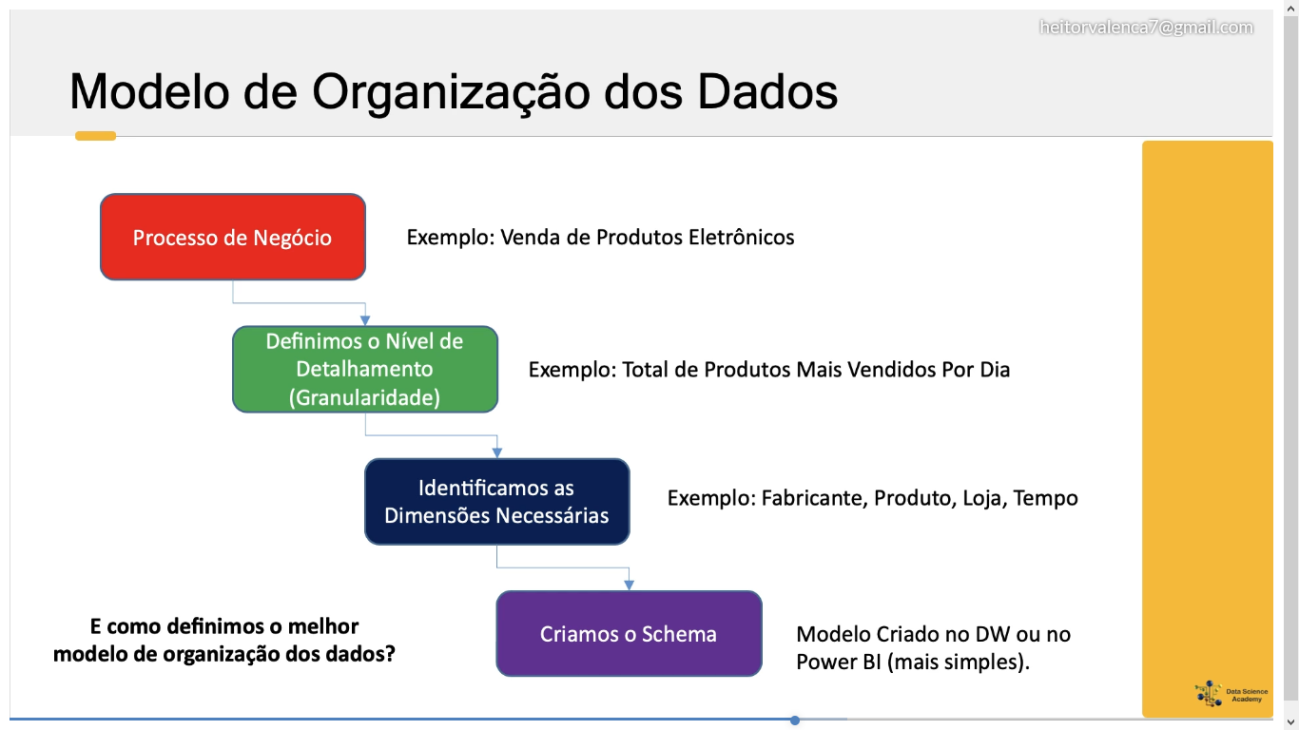 heitorvalenca7@gmail.com
Modelo de Organização dos Dados
Processo de Negócio
Exemplo: Venda de Produtos Eletrônicos
Definimos o Nível de
Detalhamento
(Granularidade)
Exemplo: Total de Produtos Mais Vendidos Por Dia
Identificamos as
Dimensões Necessárias
Exemplo: Fabricante, Produto, Loja, Tempo
E como definimos o melhor
modelo de organização dos dados?
Criamos o Schema
Modelo Criado no DW ou no
Power BI (mais simples).
Data Science
Academy